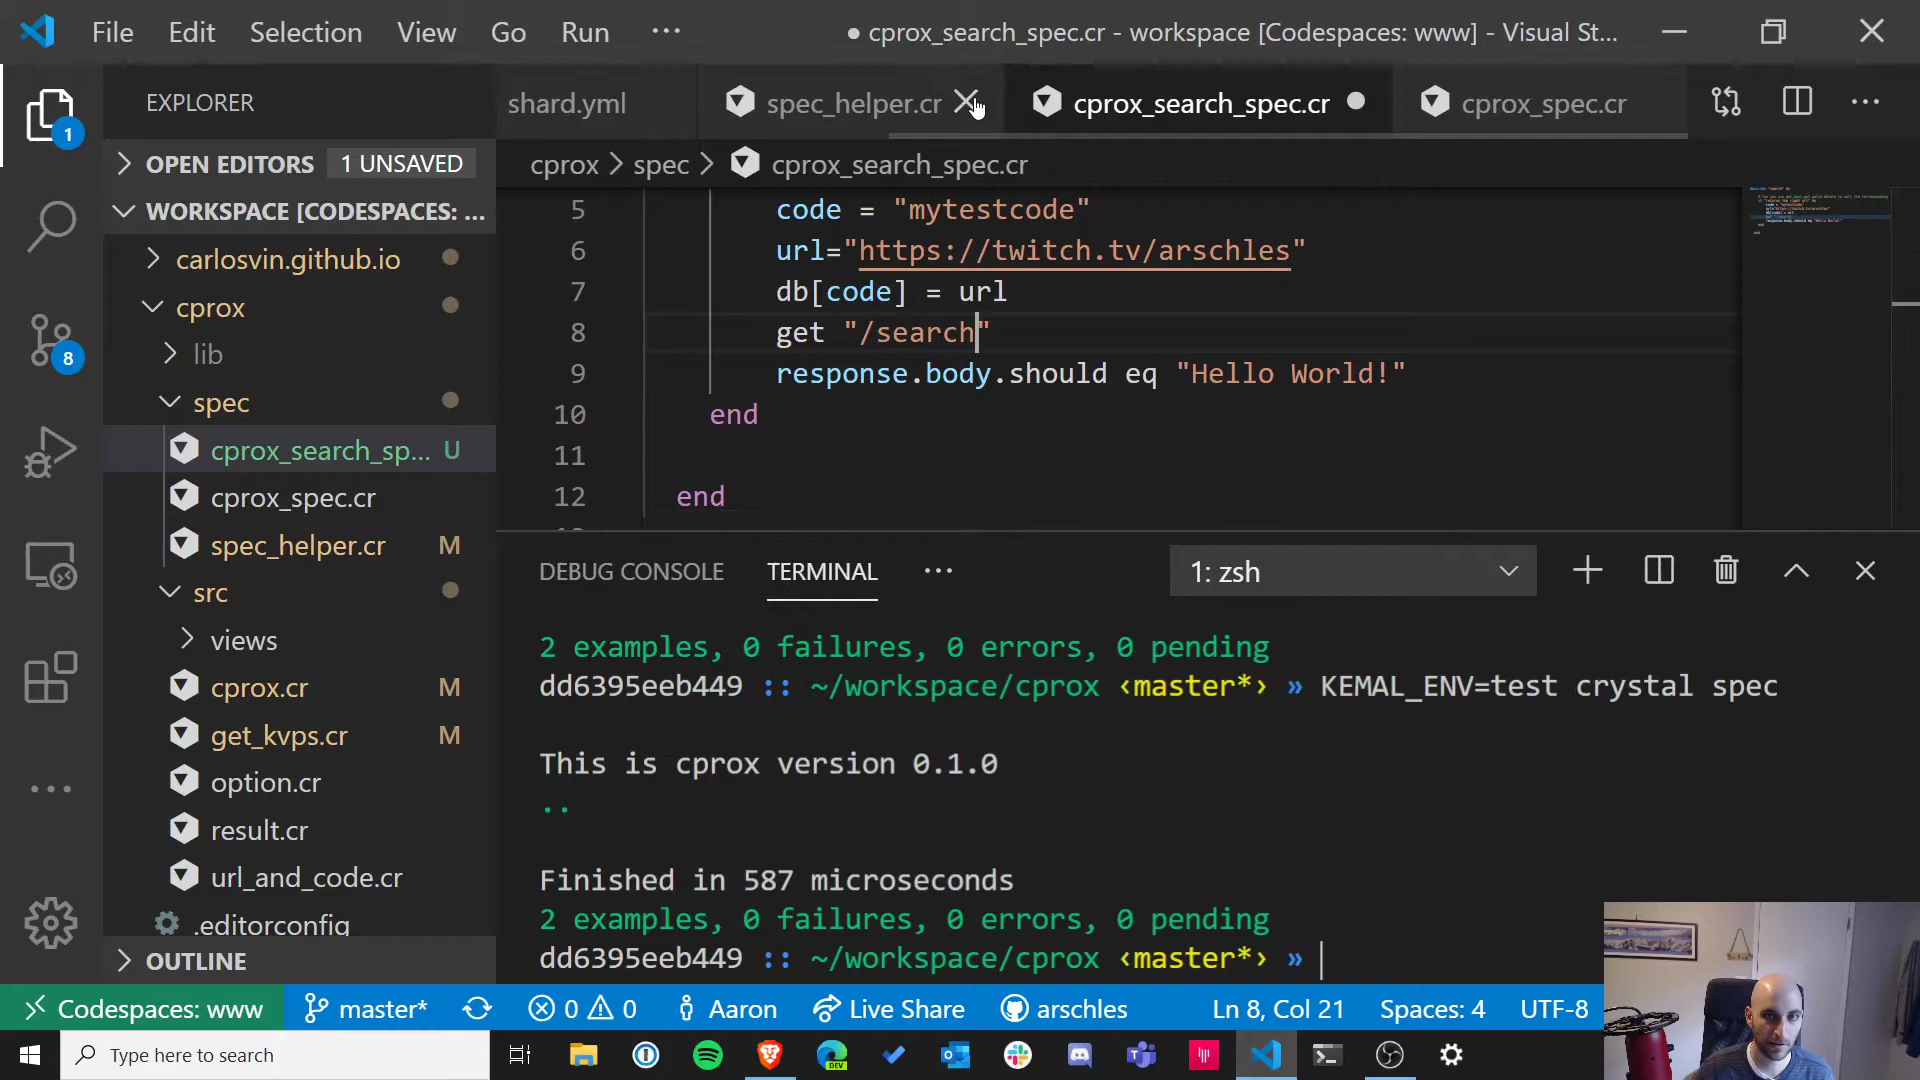 File Edit Selection View Go Run ···
● cprox_search_spec.cr - workspace [Codespaces: www] - Visual St...
EXPLORER
shard.yml
spec_helper.cr
cprox_search_spec.cr
cprox_spec.cr
OPEN EDITORS 1 UNSAVED
WORKSPACE [CODESPACES: ...
carlosvin.github.io
cprox
lib
spec
cprox_search_sp... U
cprox_spec.cr
spec_helper.cr M
src
views
cprox.cr M
get_kvps.cr M
option.cr
result.cr
url_and_code.cr
.editorconfig
OUTLINE
1
8
cprox > spec > cprox_search_spec.cr
5 code = "mytestcode"
6 url="https://twitch.tv/arschles"
7 db[code] = url
8 get "/search"
9 response.body.should eq "Hello World!"
10 end
11
12 end
DEBUG CONSOLE TERMINAL ··· 1: zsh
2 examples, 0 failures, 0 errors, 0 pending
dd6395eeb449 :: ~/workspace/cprox ‹master*› » KEMAL_ENV=test crystal spec
This is cprox version 0.1.0
..
Finished in 587 microseconds
2 examples, 0 failures, 0 errors, 0 pending
dd6395eeb449 :: ~/workspace/cprox ‹master*› »
Codespaces: www master* 0 0 Aaron Live Share arschles Ln 8, Col 21 Spaces: 4 UTF-8
Type here to search
DEV